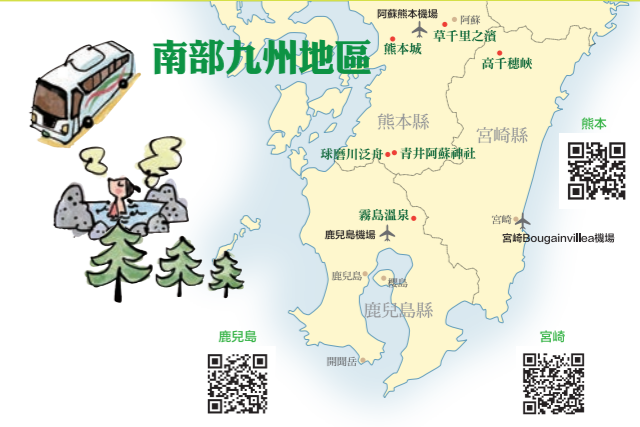 南部九州地區
阿蘇熊本機場
阿蘇
草千里之濱
熊本城
高千穗峽
熊本縣
宮崎縣
熊本
球磨川泛舟
青井阿蘇神社
霧島溫泉
鹿兒島機場
宮崎
宮崎Bougainvillea機場
鹿兒島
櫻島
鹿兒島縣
鹿兒島
宮崎
開聞岳